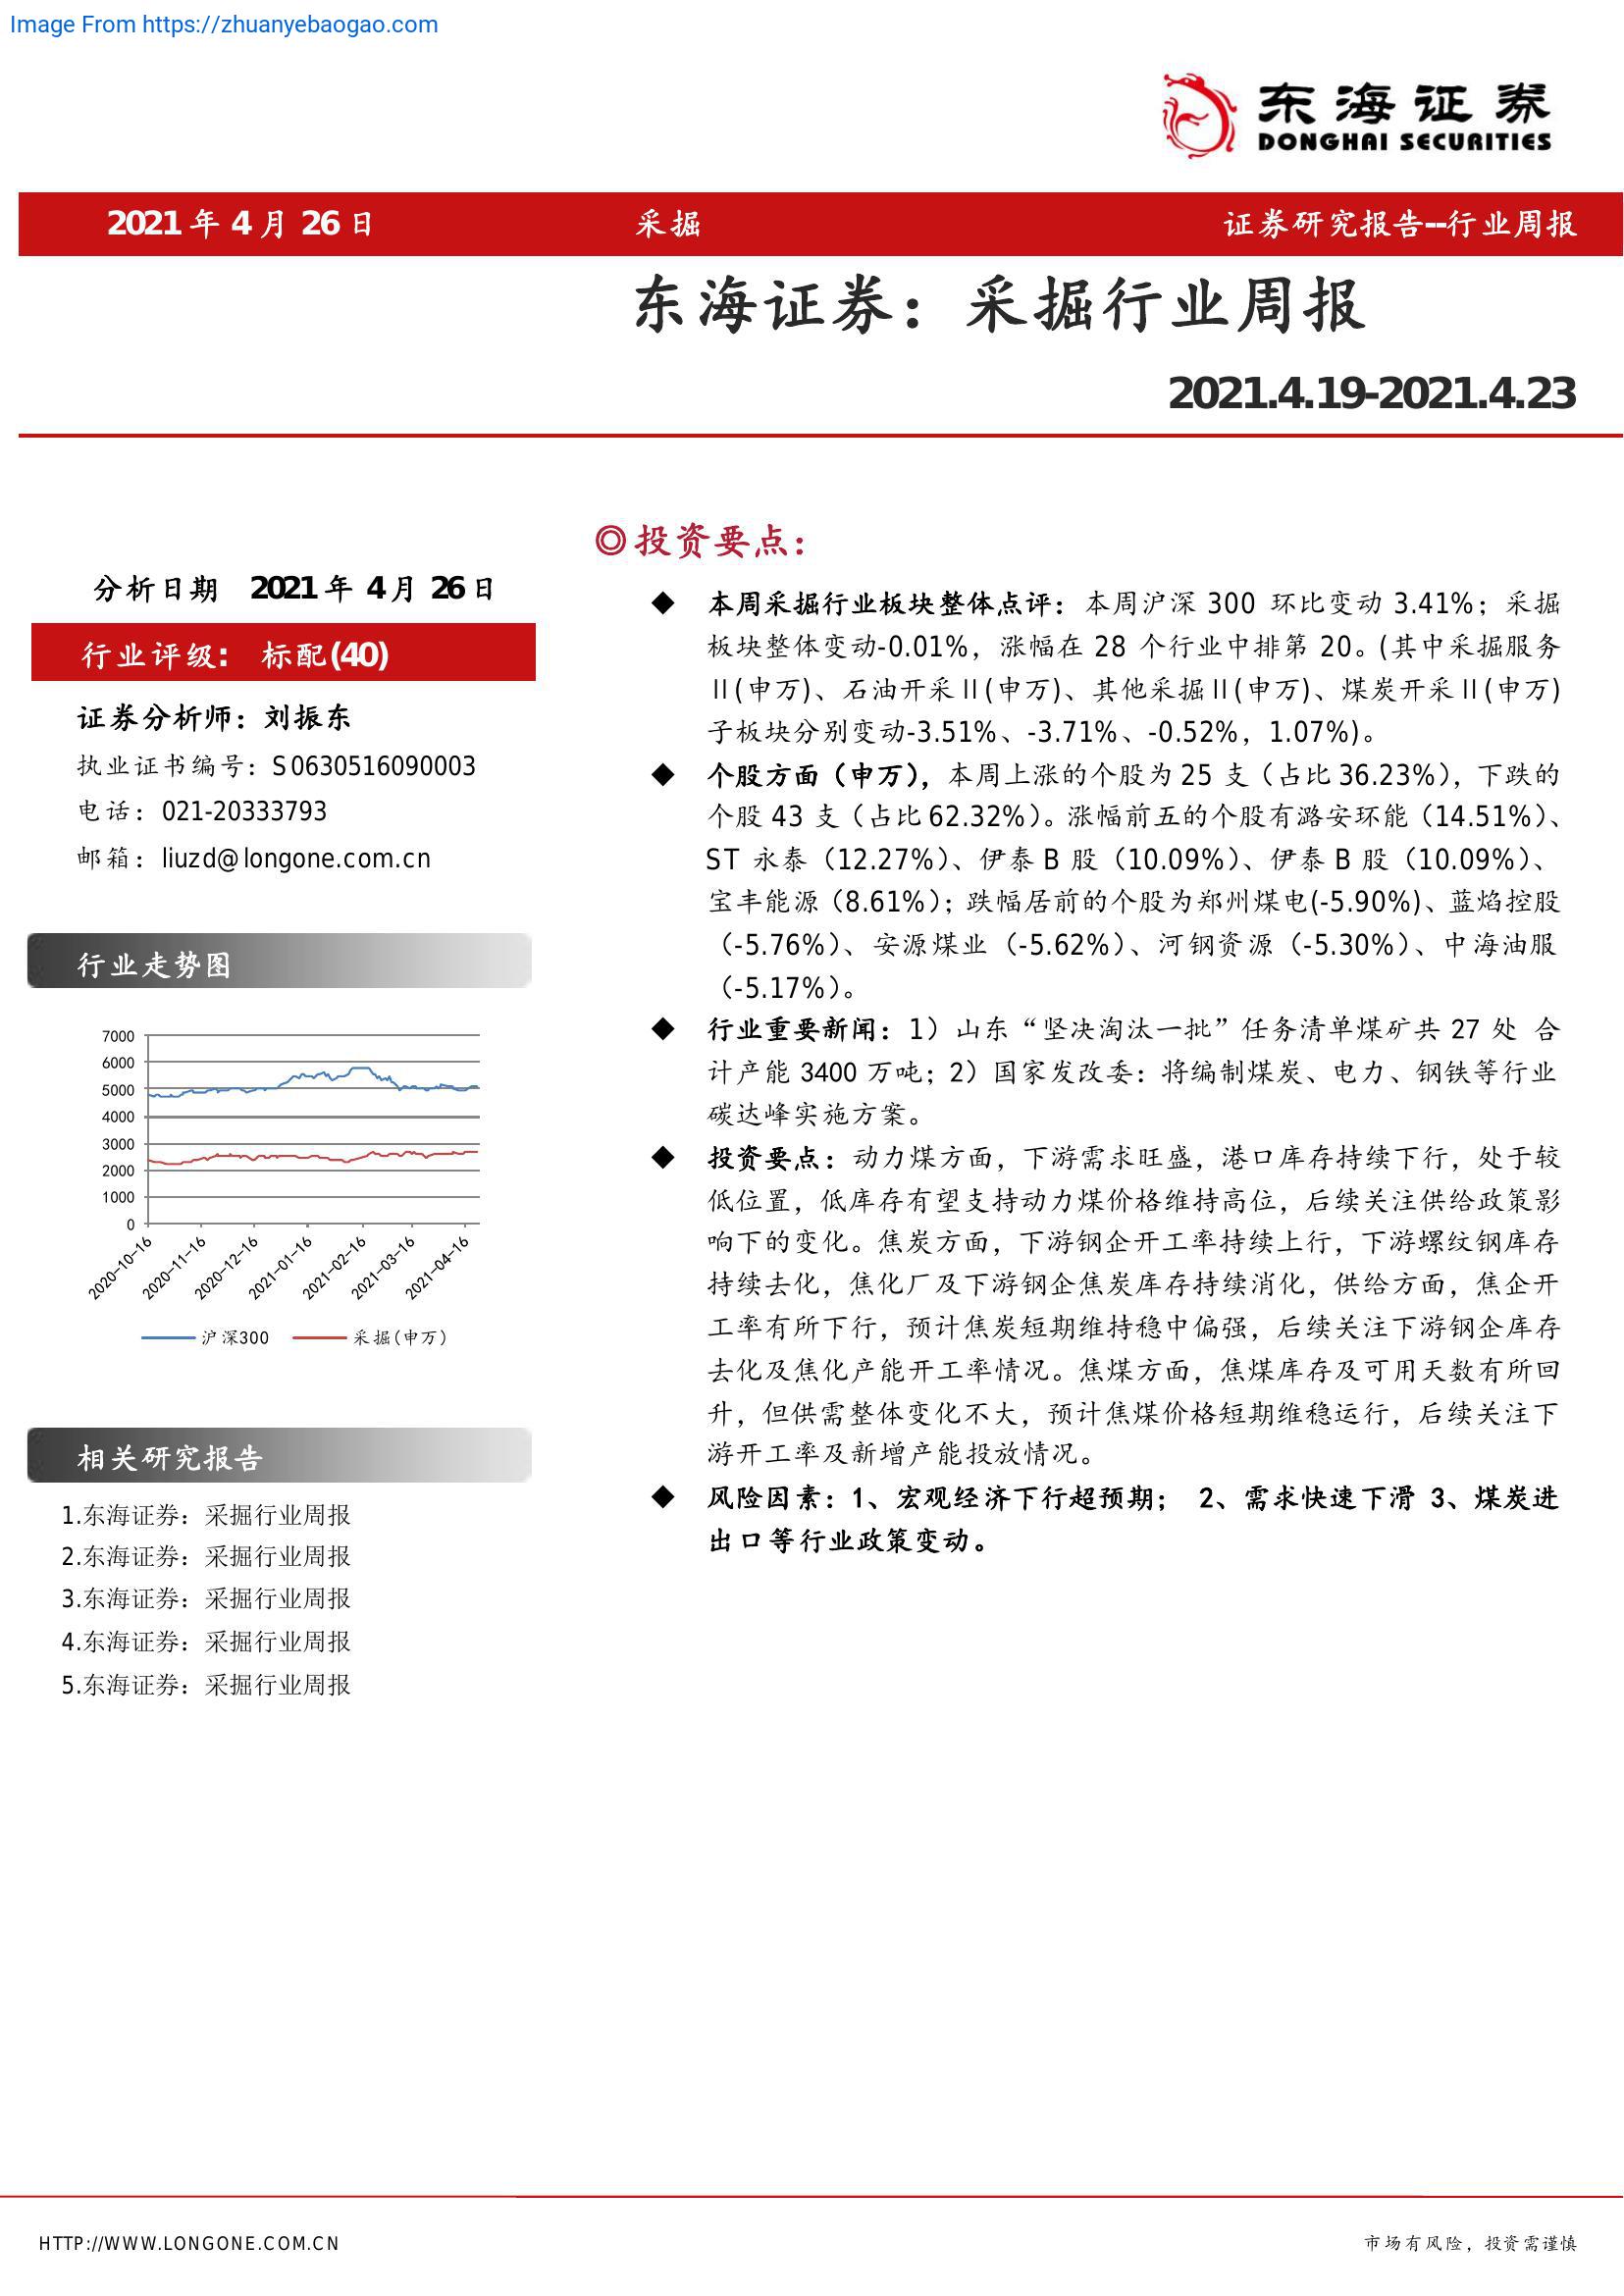 Image From https://zhuanyebaogao.com
东海证券
DONGHAI SECURITIES
2021 年 4 月 26 日 采掘 证券研究报告--行业周报
东海证券：采掘行业周报
2021.4.19-2021.4.23
分析日期 2021 年 4 月 26 日
行业评级： 标配(40)
证券分析师：刘振东
执业证书编号：S0630516090003
电话：021-20333793
邮箱：liuzd@longone.com.cn
行业走势图
7000
6000
5000
4000
3000
2000
1000
0
2020-10-16
2020-11-16
2020-12-16
2021-01-16
2021-02-16
2021-03-16
2021-04-16
沪深300 采掘(申万)
相关研究报告
1.东海证券：采掘行业周报
2.东海证券：采掘行业周报
3.东海证券：采掘行业周报
4.东海证券：采掘行业周报
5.东海证券：采掘行业周报
◎投资要点：
◆ 本周采掘行业板块整体点评：本周沪深 300 环比变动 3.41%；采掘
板块整体变动-0.01%，涨幅在 28 个行业中排第 20。(其中采掘服务
Ⅱ(申万)、石油开采Ⅱ(申万)、其他采掘Ⅱ(申万)、煤炭开采Ⅱ(申万)
子板块分别变动-3.51%、-3.71%、-0.52%，1.07%)。
◆ 个股方面（申万），本周上涨的个股为 25 支（占比 36.23%），下跌的
个股 43 支（占比 62.32%）。涨幅前五的个股有潞安环能（14.51%）、
ST 永泰（12.27%）、伊泰 B 股（10.09%）、伊泰 B 股（10.09%）、
宝丰能源（8.61%）；跌幅居前的个股为郑州煤电(-5.90%)、蓝焰控股
（-5.76%）、安源煤业（-5.62%）、河钢资源（-5.30%）、中海油服
（-5.17%）。
◆ 行业重要新闻：1）山东“坚决淘汰一批”任务清单煤矿共 27 处 合
计产能 3400 万吨；2）国家发改委：将编制煤炭、电力、钢铁等行业
碳达峰实施方案。
◆ 投资要点：动力煤方面，下游需求旺盛，港口库存持续下行，处于较
低位置，低库存有望支持动力煤价格维持高位，后续关注供给政策影
响下的变化。焦炭方面，下游钢企开工率持续上行，下游螺纹钢库存
持续去化，焦化厂及下游钢企焦炭库存持续消化，供给方面，焦企开
工率有所下行，预计焦炭短期维持稳中偏强，后续关注下游钢企库存
去化及焦化产能开工率情况。焦煤方面，焦煤库存及可用天数有所回
升，但供需整体变化不大，预计焦煤价格短期维稳运行，后续关注下
游开工率及新增产能投放情况。
◆ 风险因素：1、宏观经济下行超预期； 2、需求快速下滑 3、煤炭进
出口等行业政策变动。
HTTP://WWW.LONGONE.COM.CN 市场有风险，投资需谨慎